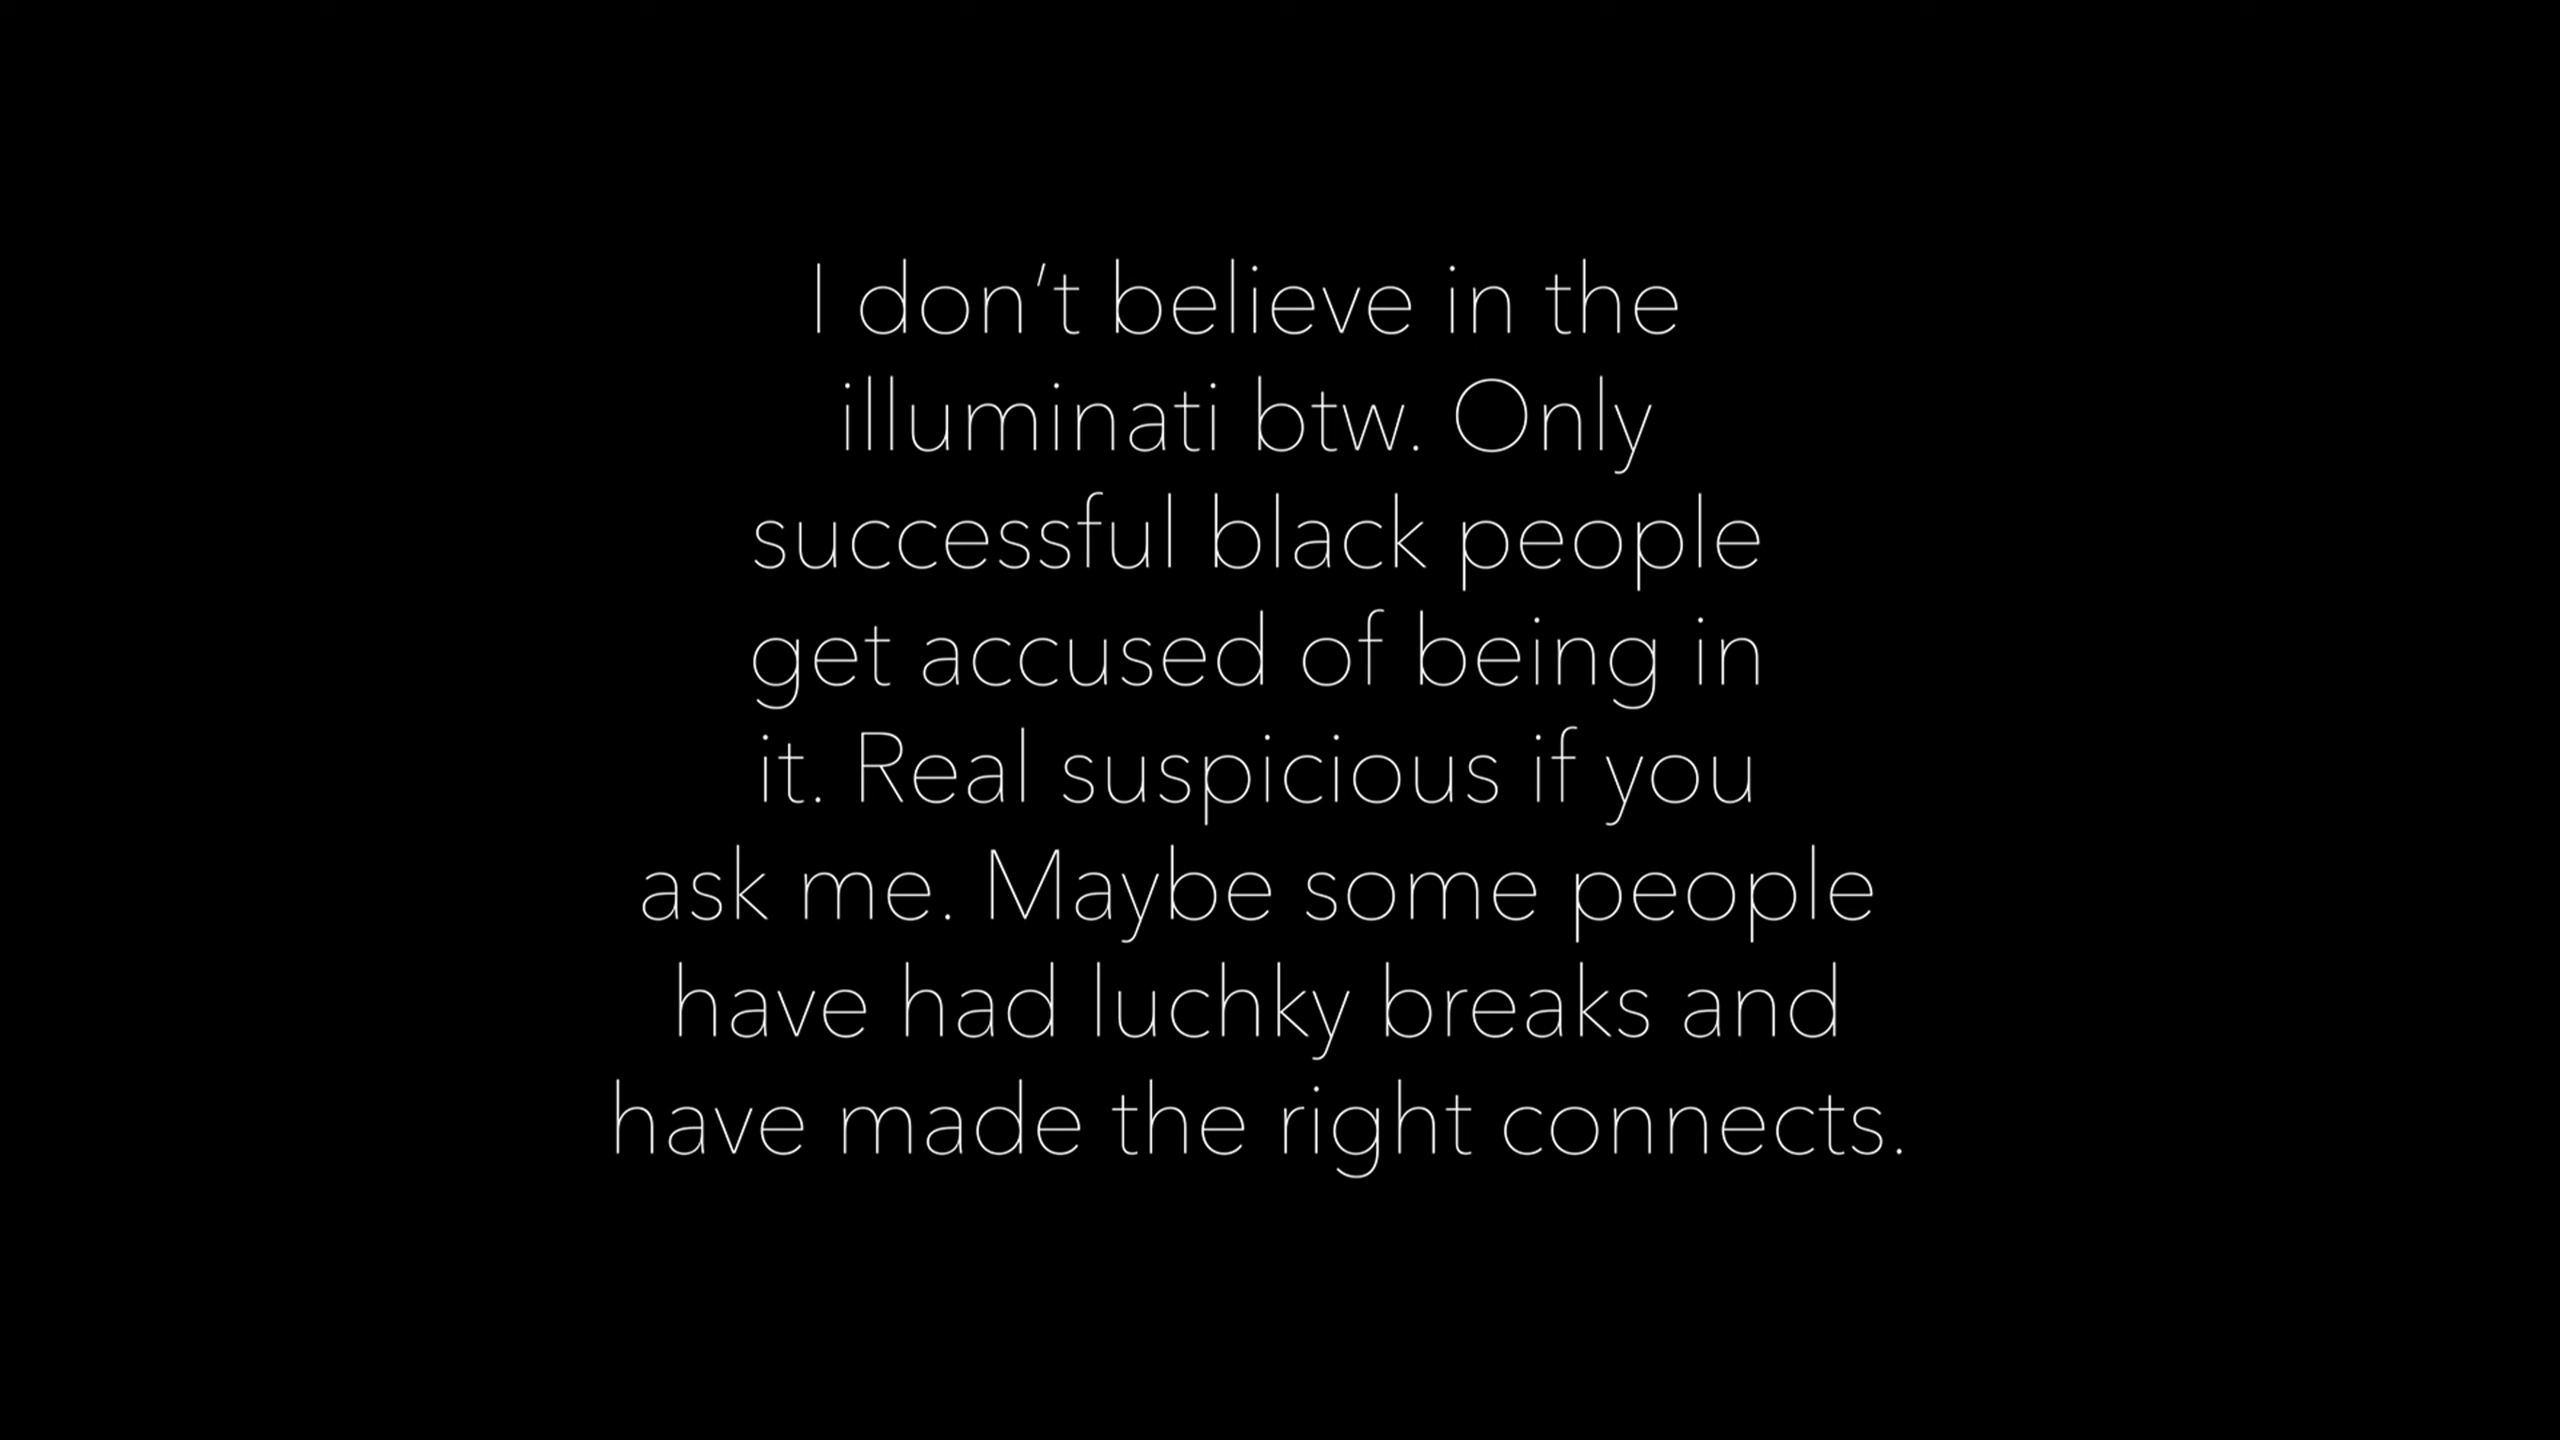 I don't believe in the
illuminati btw. Only
successful black people
get accused of being in
it. Real suspicious if you
ask me. Maybe some people
have had luchky breaks and
have made the right connects.